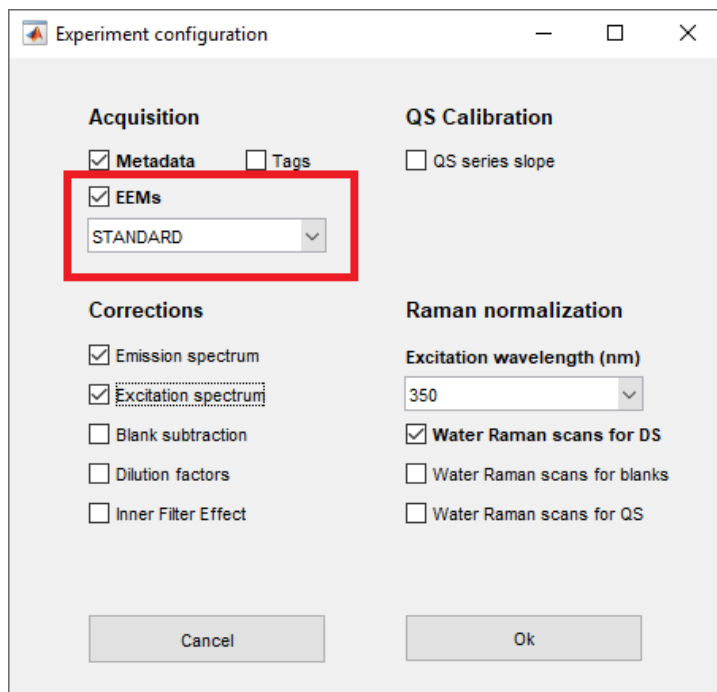 Experiment configuration
Acquisition
Metadata
Tags
EEMs
STANDARD
QS Calibration
QS series slope
Corrections
Emission spectrum
Excitation spectrum
Blank subtraction
Dilution factors
Inner Filter Effect
Raman normalization
Excitation wavelength (nm)
350
Water Raman scans for DS
Water Raman scans for blanks
Water Raman scans for QS
Cancel
Ok